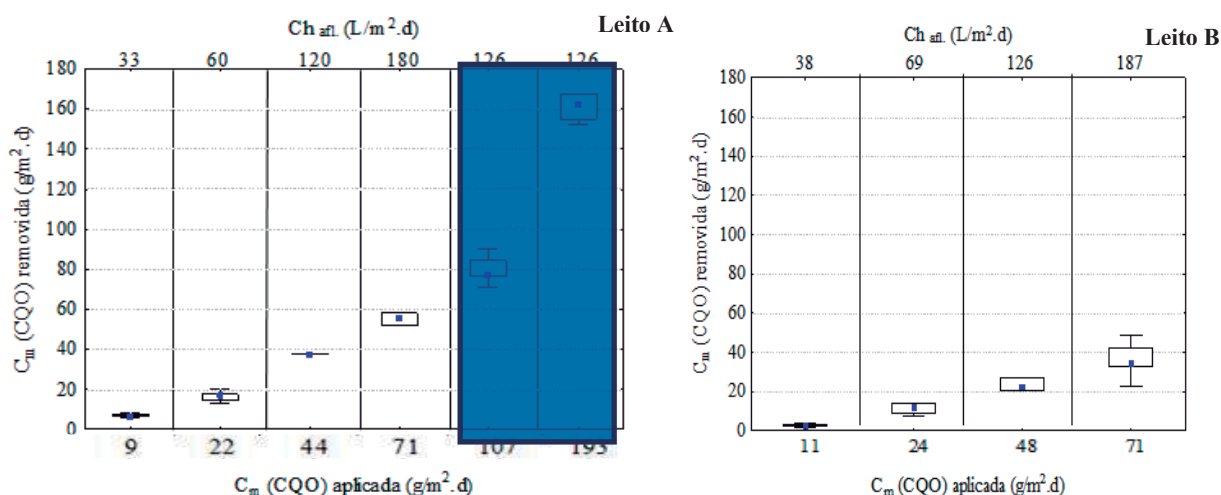 Ch afl. (L/m².d)
Leito A
33 60 120 180 126 126
180
160
140
120
100
80
60
40
20
0
Cₘ (CQO) removida (g/m².d)
9 22 44 71 107 193
Cₘ (CQO) aplicada (g/m².d)
Ch afl. (L/m².d)
Leito B
38 69 126 187
180
160
140
120
100
80
60
40
20
0
Cₘ (CQO) removida (g/m².d)
11 24 48 71
Cₘ (CQO) aplicada (g/m².d)